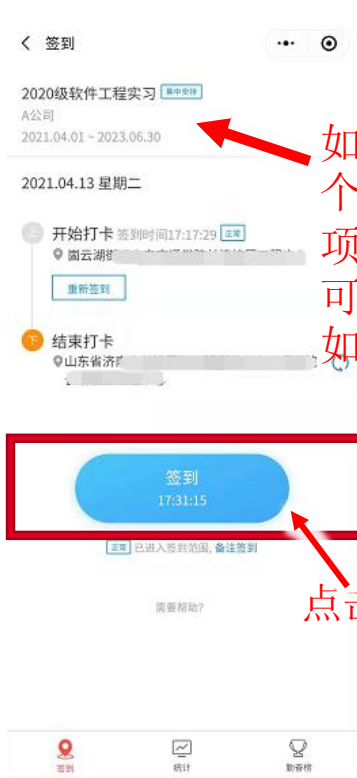 签到
2020级软件工程实习 集中安排
A公司
2021.04.01 ~ 2023.06.30
如
个
项
可
如
2021.04.13 星期二
上 开始打卡 签到时间17:17:29 正常
重新签到
下 结束打卡
山东省济
签到
17:31:15
正常 已进入签到范围, 备注签到
点击
需要帮助?
签到 统计 勤奋榜